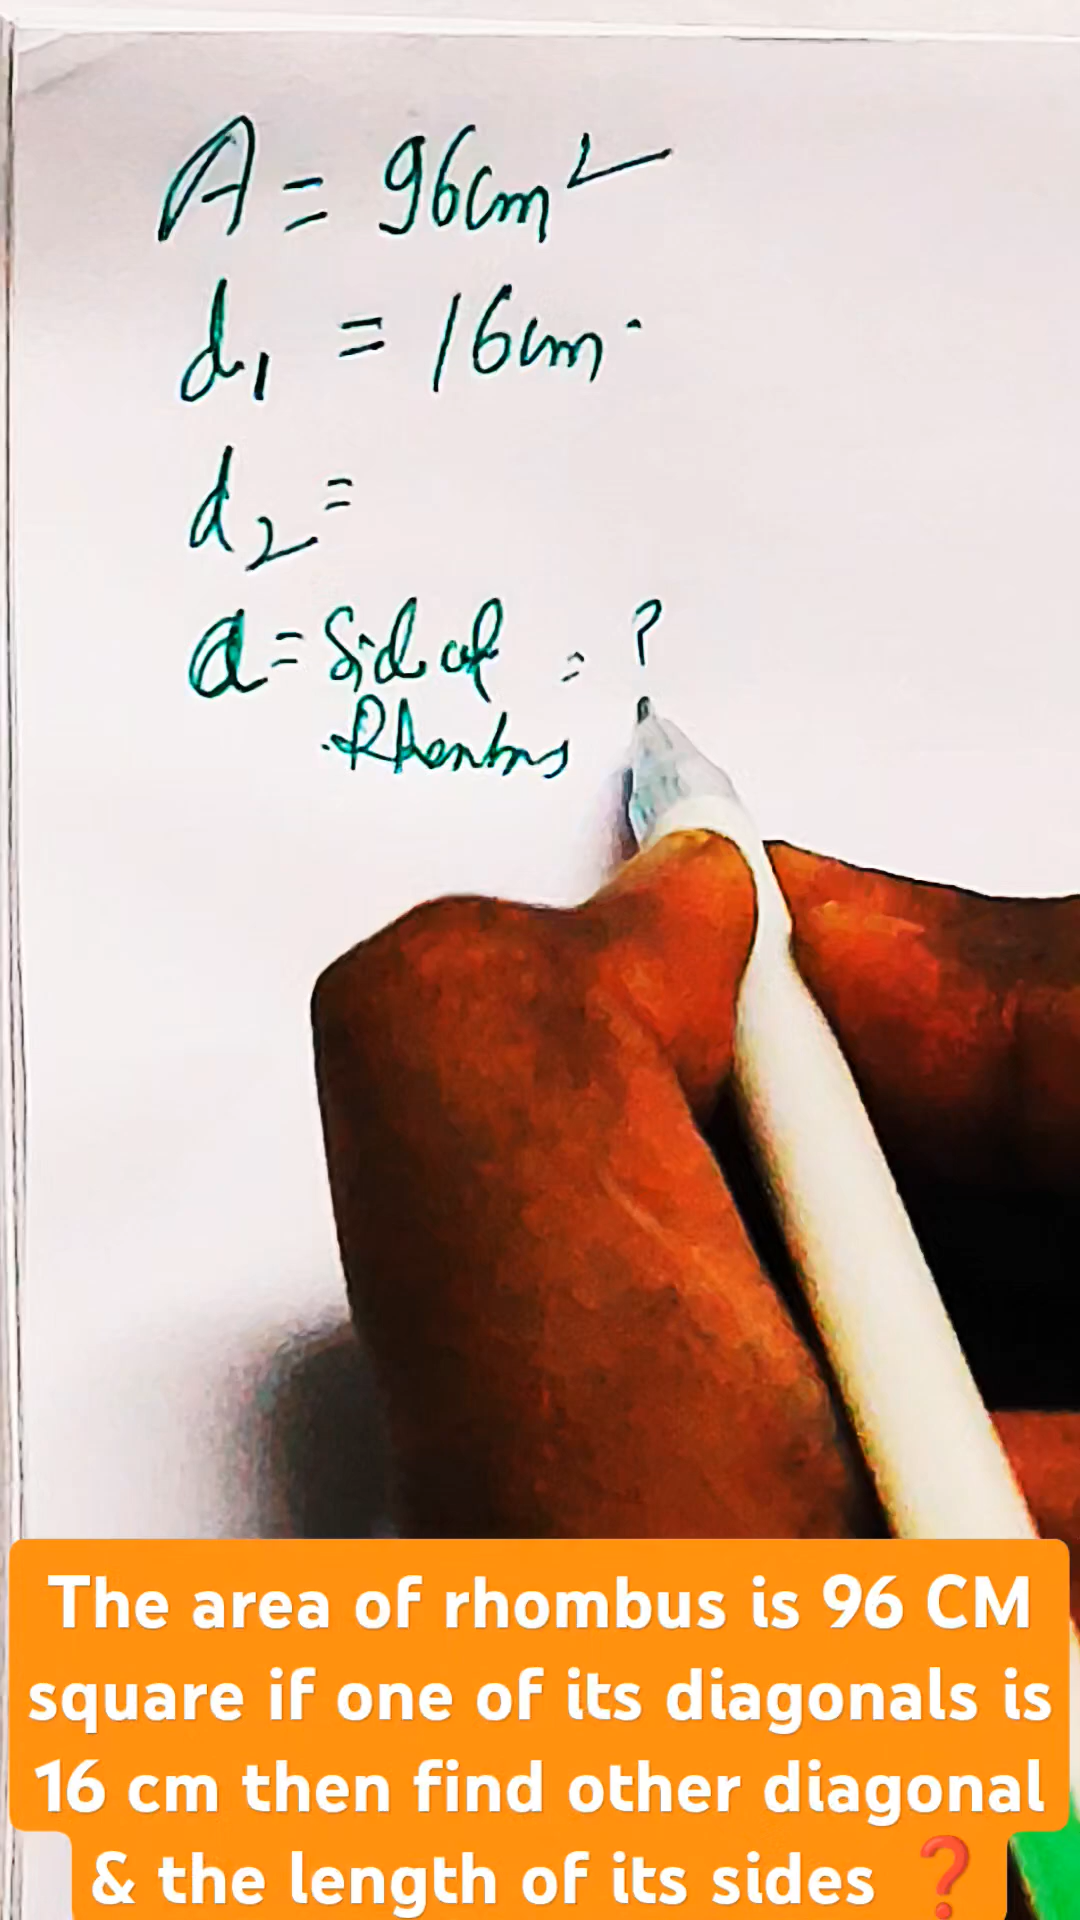 A = 96cm²
d₁ = 16cm.
d₂ =
a = Side of = ?
Rhombus
The area of rhombus is 96 CM
square if one of its diagonals is
16 cm then find other diagonal
& the length of its sides ❓